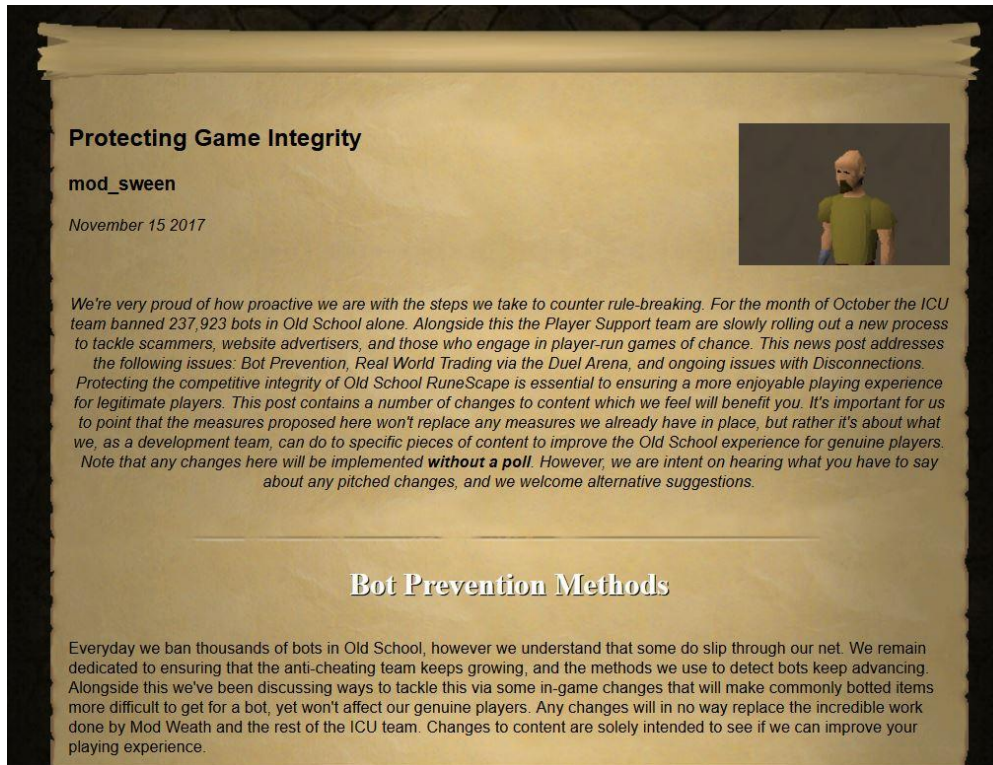 Protecting Game Integrity
mod_sween
November 15 2017
We're very proud of how proactive we are with the steps we take to counter rule-breaking. For the month of October the ICU
team banned 237,923 bots in Old School alone. Alongside this the Player Support team are slowly rolling out a new process
to tackle scammers, website advertisers, and those who engage in player-run games of chance. This news post addresses
the following issues: Bot Prevention, Real World Trading via the Duel Arena, and ongoing issues with Disconnections.
Protecting the competitive integrity of Old School RuneScape is essential to ensuring a more enjoyable playing experience
for legitimate players. This post contains a number of changes to content which we feel will benefit you. It's important for us
to point that the measures proposed here won't replace any measures we already have in place, but rather it's about what
we, as a development team, can do to specific pieces of content to improve the Old School experience for genuine players.
Note that any changes here will be implemented without a poll. However, we are intent on hearing what you have to say
about any pitched changes, and we welcome alternative suggestions.
Bot Prevention Methods
Everyday we ban thousands of bots in Old School, however we understand that some do slip through our net. We remain
dedicated to ensuring that the anti-cheating team keeps growing, and the methods we use to detect bots keep advancing.
Alongside this we've been discussing ways to tackle this via some in-game changes that will make commonly botted items
more difficult to get for a bot, yet won't affect our genuine players. Any changes will in no way replace the incredible work
done by Mod Weath and the rest of the ICU team. Changes to content are solely intended to see if we can improve your
playing experience.